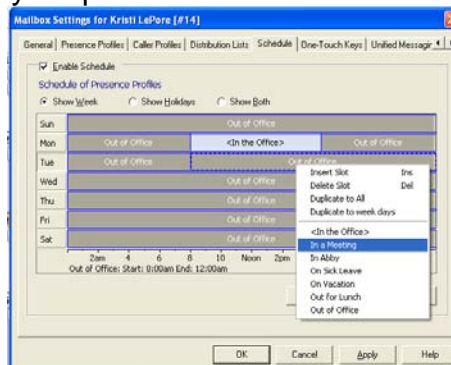 Mailbox Settings for Kristi LePore [#14]
General Presence Profiles Caller Profiles Distribution Lists Schedule One-Touch Keys Unified Messagir
Enable Schedule
Schedule of Presence Profiles
Show Week Show Holidays Show Both
Sun Out of Office
Mon Out of Office <In the Office> Out of Office
Tue Out of Office Out of Office
Wed Out of Office
Thu Out of Office
Fri Out of Office
Sat Out of Office
2am 4 6 8 10 Noon 2pm
Out of Office: Start: 0:00am End: 12:00am
Insert Slot Ins
Delete Slot Del
Duplicate to All
Duplicate to week days
<In the Office>
In a Meeting
In Abby
On Sick Leave
On Vacation
Out for Lunch
Out of Office
OK Cancel Apply Help